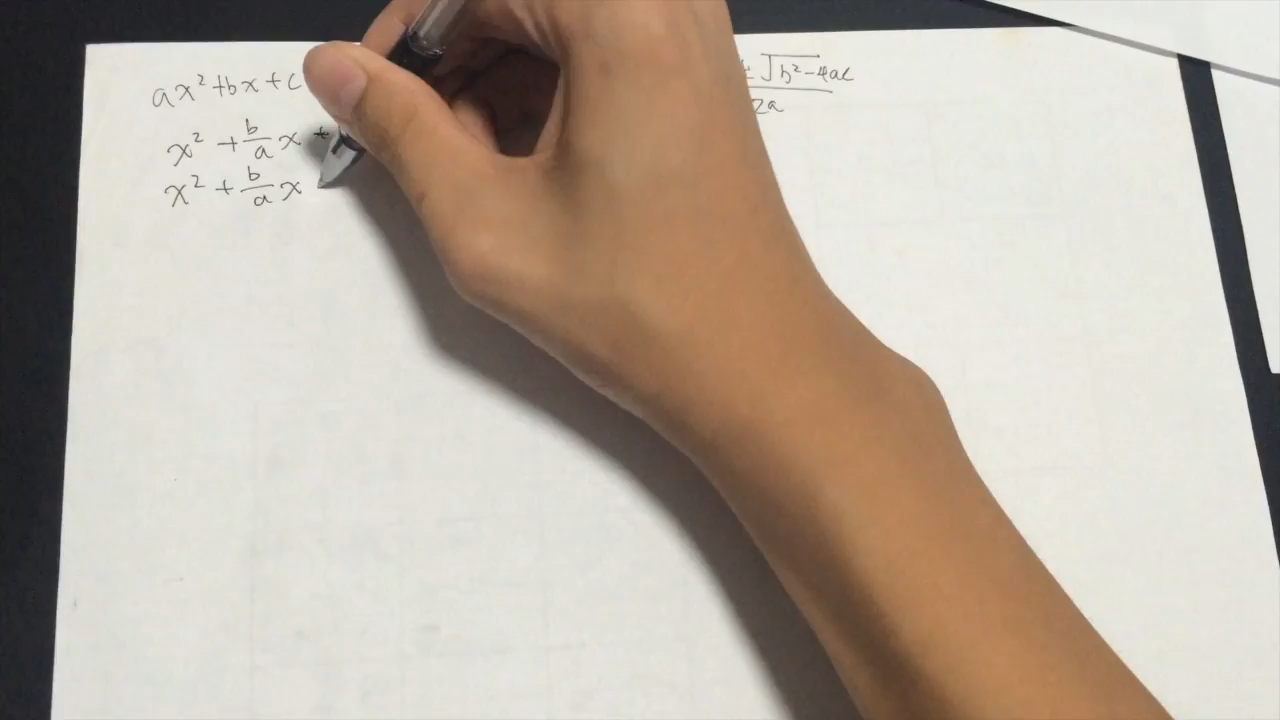 ax² + bx + c
± √b²-4ac
2a
x² + b/a x +
x² + b/a x